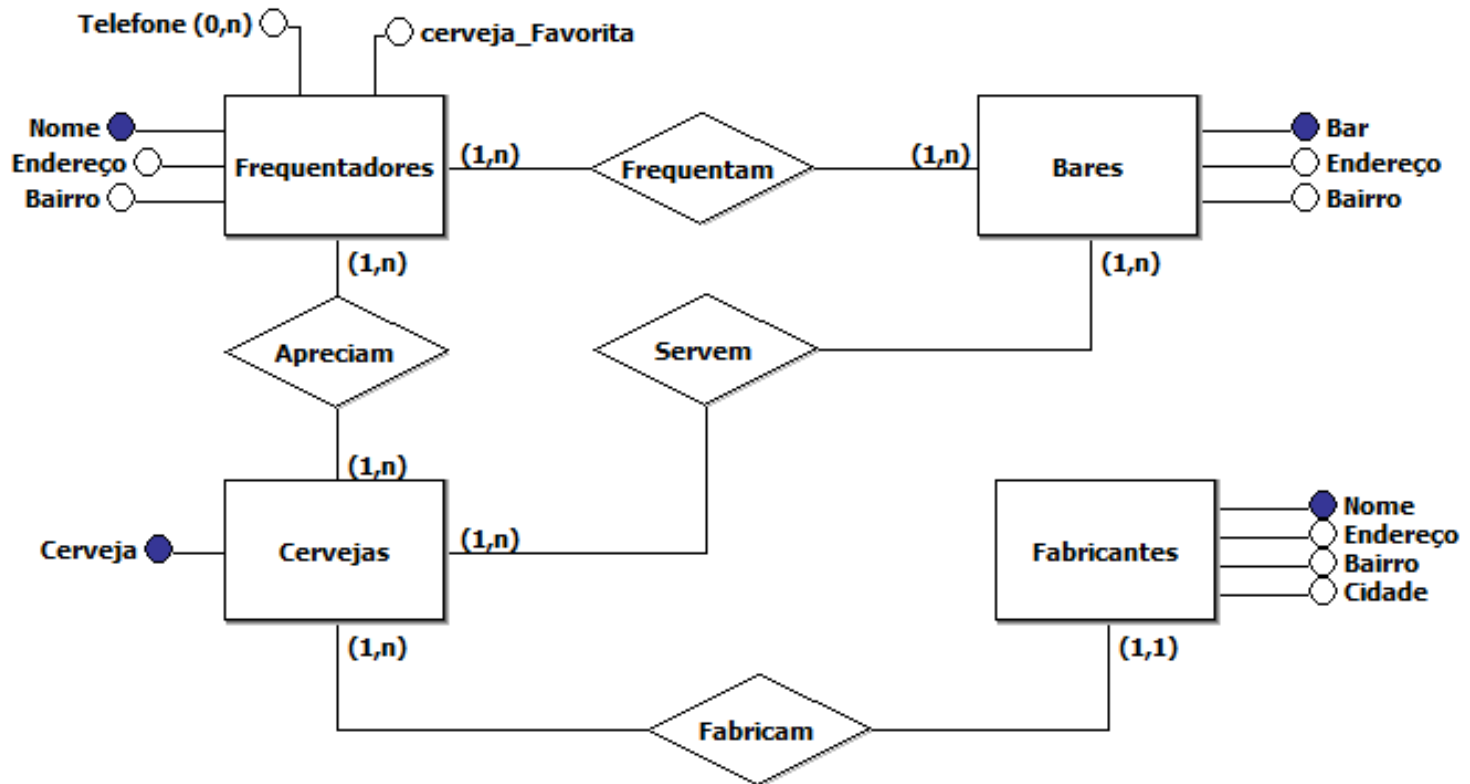 Telefone (0,n)
cerveja_Favorita
Nome
Endereço
Bairro
Frequentadores
(1,n)
Frequentam
(1,n)
Bares
Bar
Endereço
Bairro
(1,n)
(1,n)
Apreciam
Servem
(1,n)
Cerveja
Cervejas
(1,n)
Fabricantes
Nome
Endereço
Bairro
Cidade
(1,n)
(1,1)
Fabricam